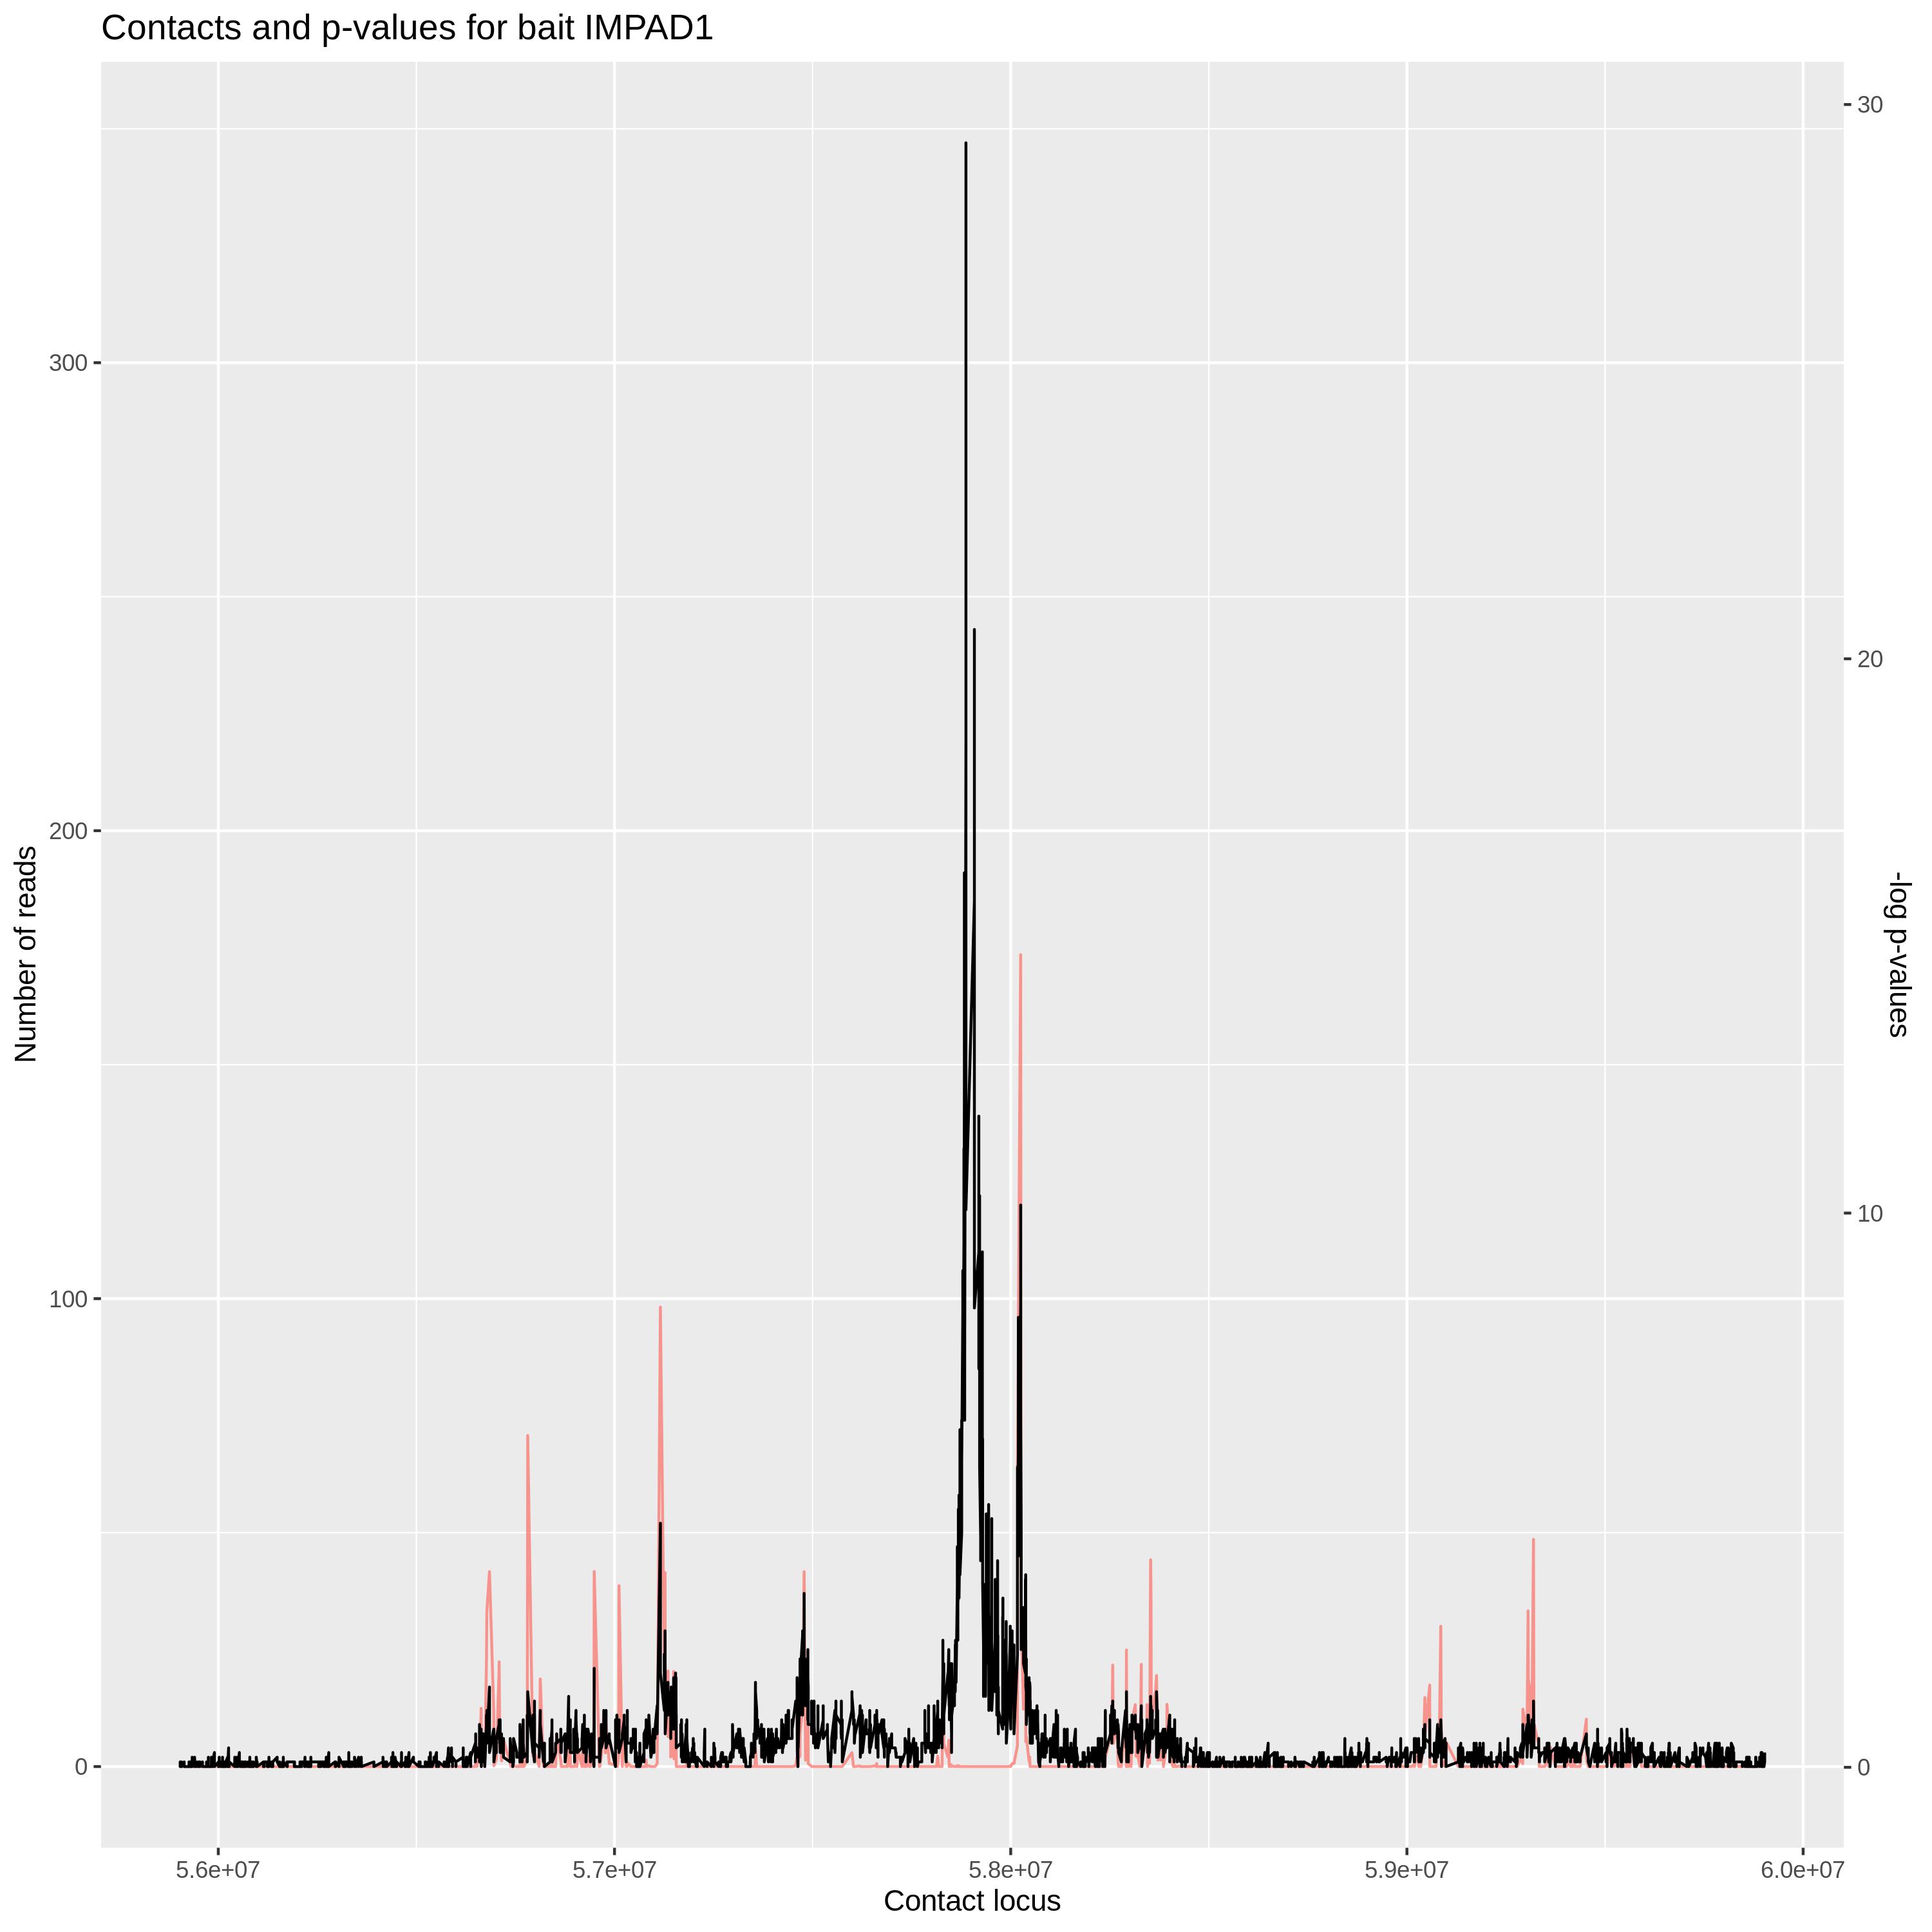 Contacts and p-values for bait IMPAD1
30
300
20
200
Number of reads
-log p-values
10
100
0
0
5.6e+07 5.7e+07 5.8e+07 5.9e+07 6.0e+07
Contact locus